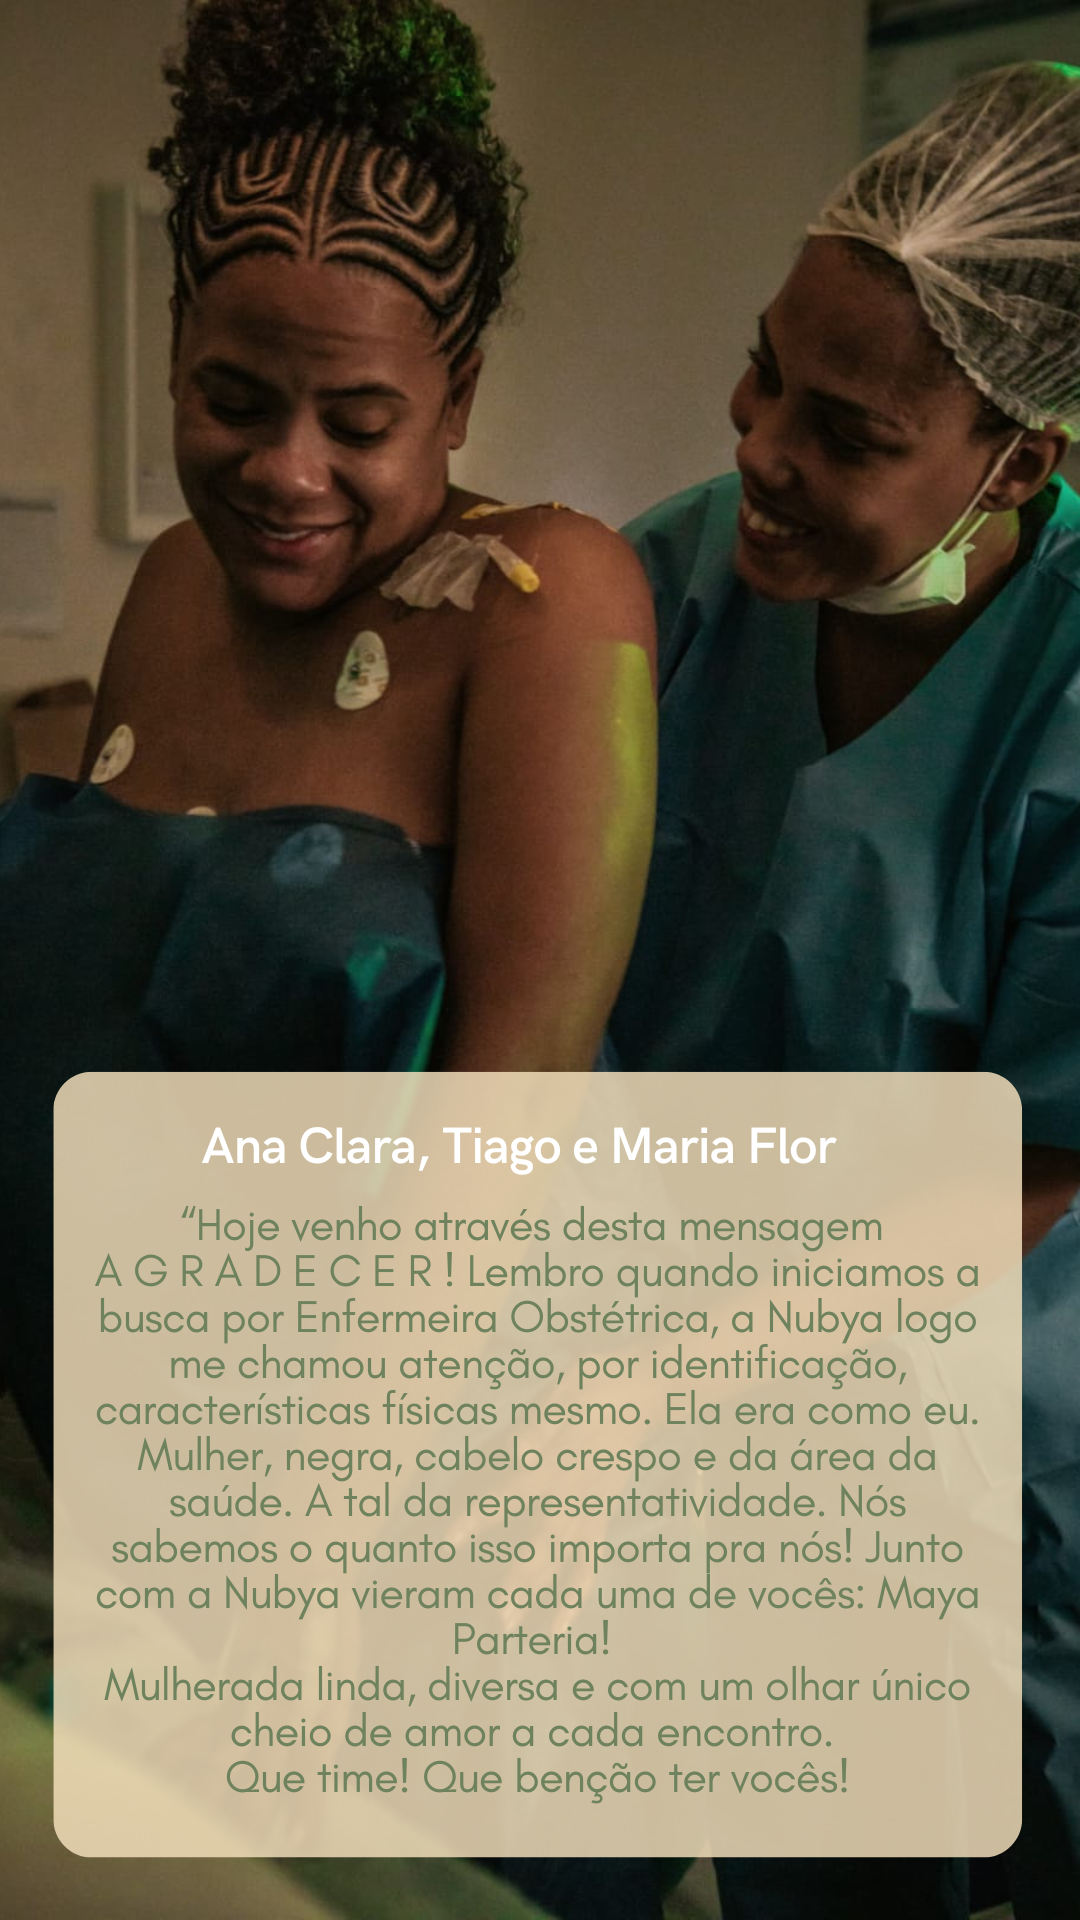 Ana Clara, Tiago e Maria Flor
“Hoje venho através desta mensagem
A G R A D E C E R ! Lembro quando iniciamos a
busca por Enfermeira Obstétrica, a Nubya logo
me chamou atenção, por identificação,
características físicas mesmo. Ela era como eu.
Mulher, negra, cabelo crespo e da área da
saúde. A tal da representatividade. Nós
sabemos o quanto isso importa pra nós! Junto
com a Nubya vieram cada uma de vocês: Maya
Parteria!
Mulherada linda, diversa e com um olhar único
cheio de amor a cada encontro.
Que time! Que benção ter vocês!